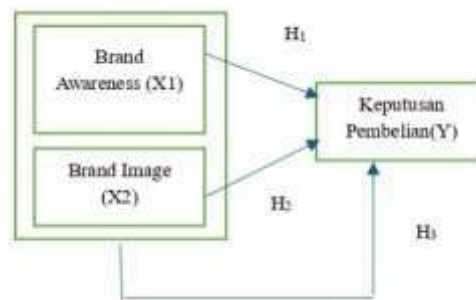 Brand
Awareness (X1)
H1
Keputusan
Pembelian(Y)
Brand Image
(X2)
H2
H3